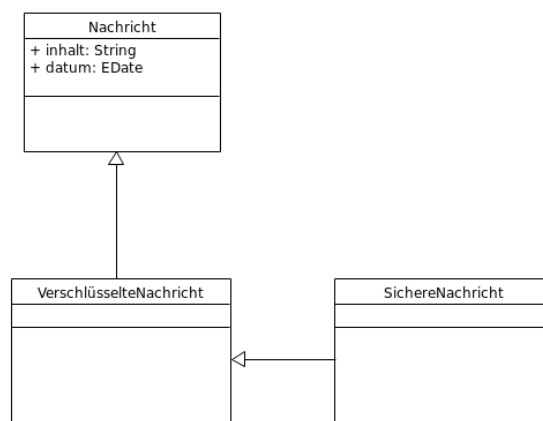 Nachricht
+ inhalt: String
+ datum: EDate
VerschlüsselteNachricht
SichereNachricht